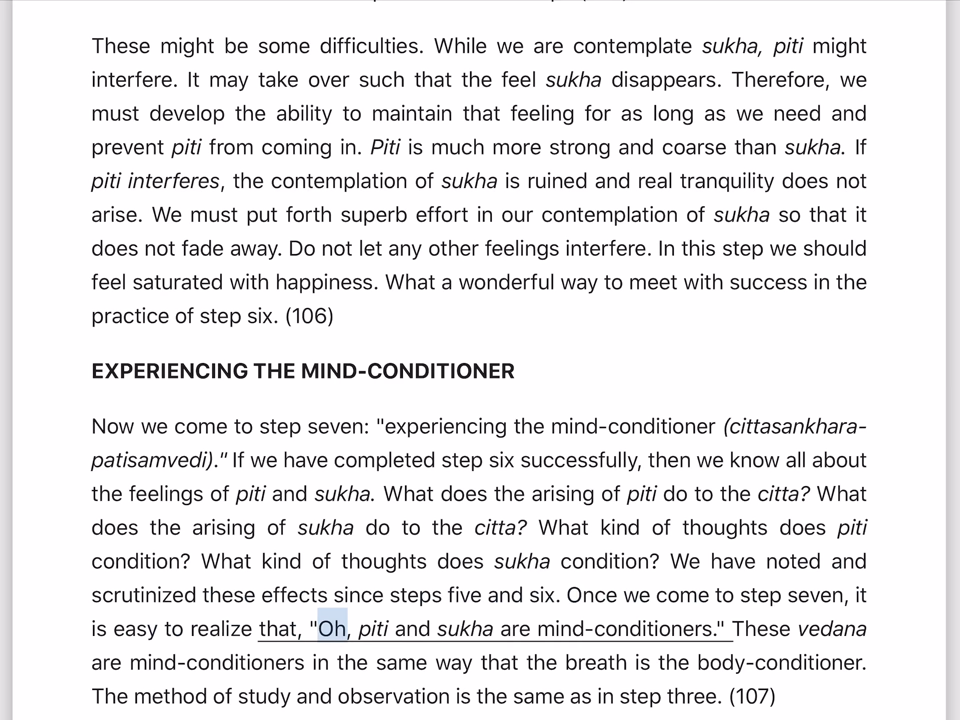 These might be some difficulties. While we are contemplate sukha, piti might
interfere. It may take over such that the feel sukha disappears. Therefore, we
must develop the ability to maintain that feeling for as long as we need and
prevent piti from coming in. Piti is much more strong and coarse than sukha. If
piti interferes, the contemplation of sukha is ruined and real tranquility does not
arise. We must put forth superb effort in our contemplation of sukha so that it
does not fade away. Do not let any other feelings interfere. In this step we should
feel saturated with happiness. What a wonderful way to meet with success in the
practice of step six. (106)
EXPERIENCING THE MIND-CONDITIONER
Now we come to step seven: "experiencing the mind-conditioner (cittasankhara-
patisamvedi)." If we have completed step six successfully, then we know all about
the feelings of piti and sukha. What does the arising of piti do to the citta? What
does the arising of sukha do to the citta? What kind of thoughts does piti
condition? What kind of thoughts does sukha condition? We have noted and
scrutinized these effects since steps five and six. Once we come to step seven, it
is easy to realize that, "Oh, piti and sukha are mind-conditioners." These vedana
are mind-conditioners in the same way that the breath is the body-conditioner.
The method of study and observation is the same as in step three. (107)